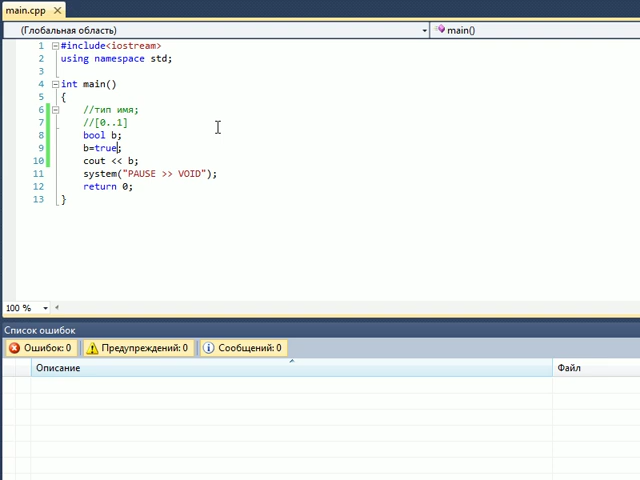 main.cpp
(Глобальная область) main()
1 #include<iostream>
2 using namespace std;
3
4 int main()
5 {
6 //тип имя;
7 //[0..1]
8 bool b;
9 b=true;
10 cout << b;
11 system("PAUSE >> VOID");
12 return 0;
13 }
100 %
Список ошибок
Ошибок: 0 Предупреждений: 0 Сообщений: 0
Описание Файл